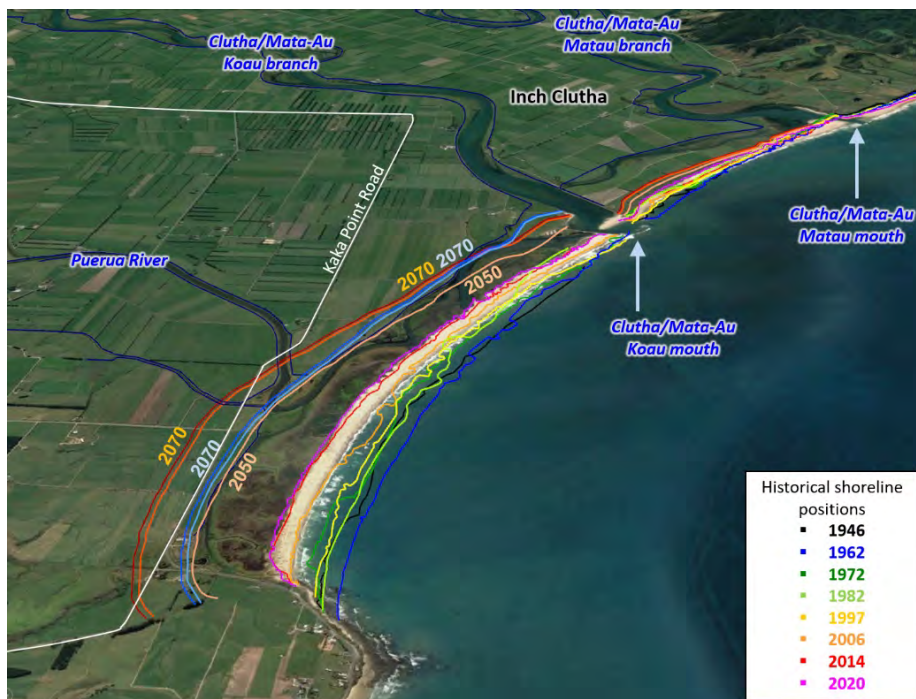 Clutha/Mata-Au
Koau branch
Clutha/Mata-Au
Matau branch
Inch Clutha
Kaka Point Road
Clutha/Mata-Au
Matau mouth
Puerua River
2070
2070
2050
Clutha/Mata-Au
Koau mouth
2070
2070
2050
Historical shoreline
positions
1946
1962
1972
1982
1997
2006
2014
2020